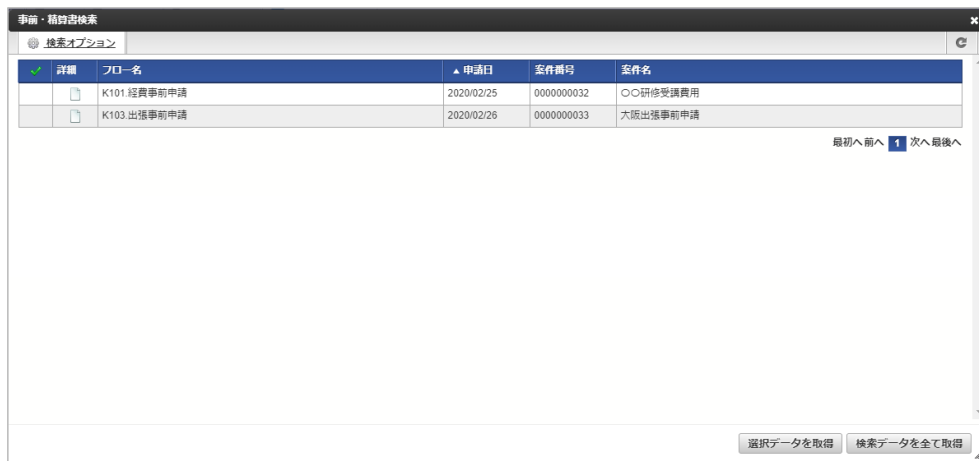 事前・積算書検索
検索オプション
詳細 フロー名 ▲ 申請日 案件番号 案件名
K101.経費事前申請 2020/02/25 0000000032 〇〇研修受講費用
K103.出張事前申請 2020/02/26 0000000033 大阪出張事前申請
最初へ 前へ 1 次へ 最後へ
選択データを取得 検索データを全て取得